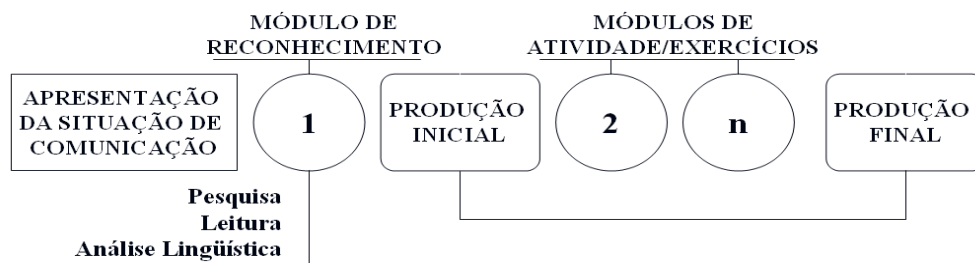 MÓDULO DE
RECONHECIMENTO
MÓDULOS DE
ATIVIDADE/EXERCÍCIOS
APRESENTAÇÃO
DA SITUAÇÃO DE
COMUNICAÇÃO
1
PRODUÇÃO
INICIAL
2
n
PRODUÇÃO
FINAL
Pesquisa
Leitura
Análise Lingüística